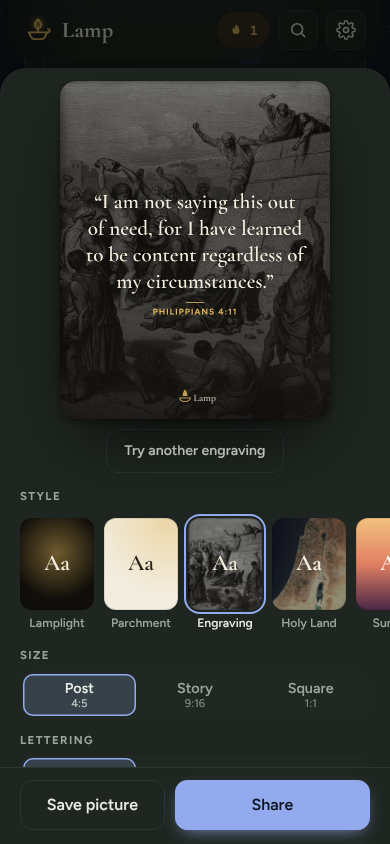 Lamp
1
“I am not saying this out
of need, for I have learned
to be content regardless of
my circumstances.”
PHILIPPIANS 4:11
Lamp
Try another engraving
STYLE
Aa
Aa
Aa
Aa
Lamplight
Parchment
Engraving
Holy Land
SIZE
Post
Story
Square
4:5
9:16
1:1
LETTERING
Save picture
Share